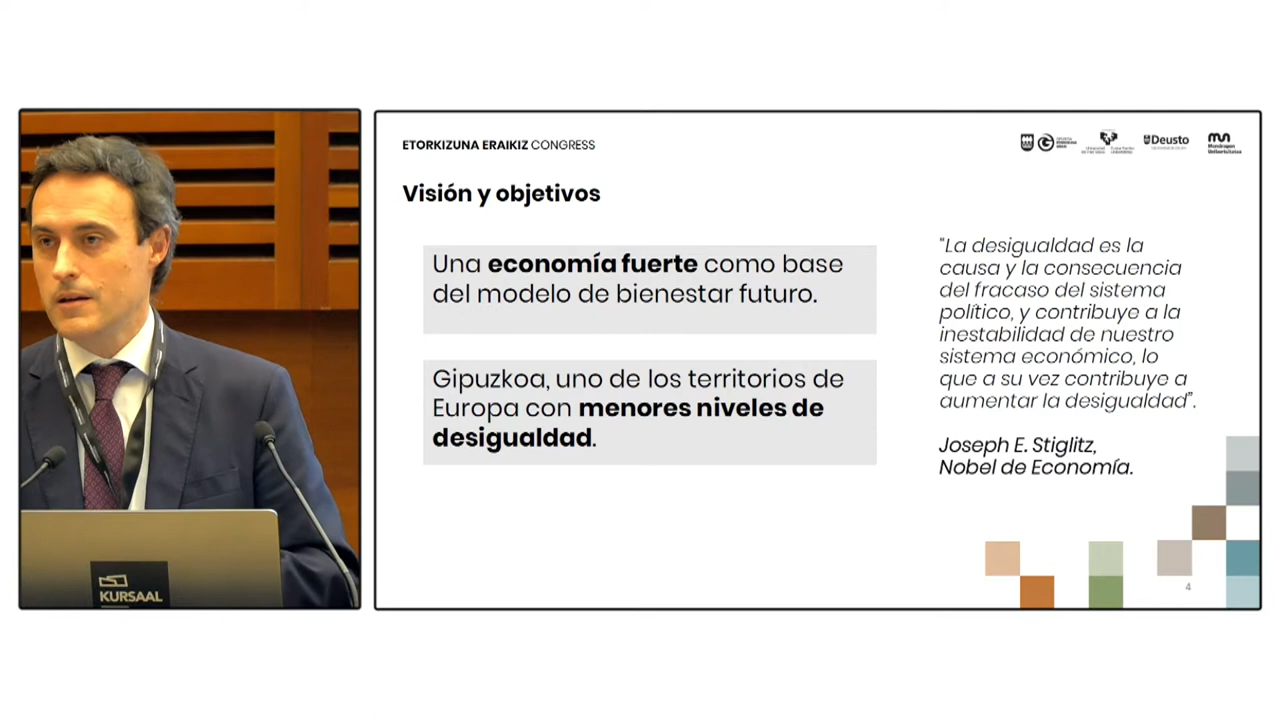 ETORKIZUNA ERAIKIZ CONGRESS
Deusto
Mondragon
Unibertsitatea
Visión y objetivos
Una economía fuerte como base
del modelo de bienestar futuro.
Gipuzkoa, uno de los territorios de
Europa con menores niveles de
desigualdad.
“La desigualdad es la
causa y la consecuencia
del fracaso del sistema
político, y contribuye a la
inestabilidad de nuestro
sistema económico, lo
que a su vez contribuye a
aumentar la desigualdad”.
Joseph E. Stiglitz,
Nobel de Economía.
4
KURSAAL